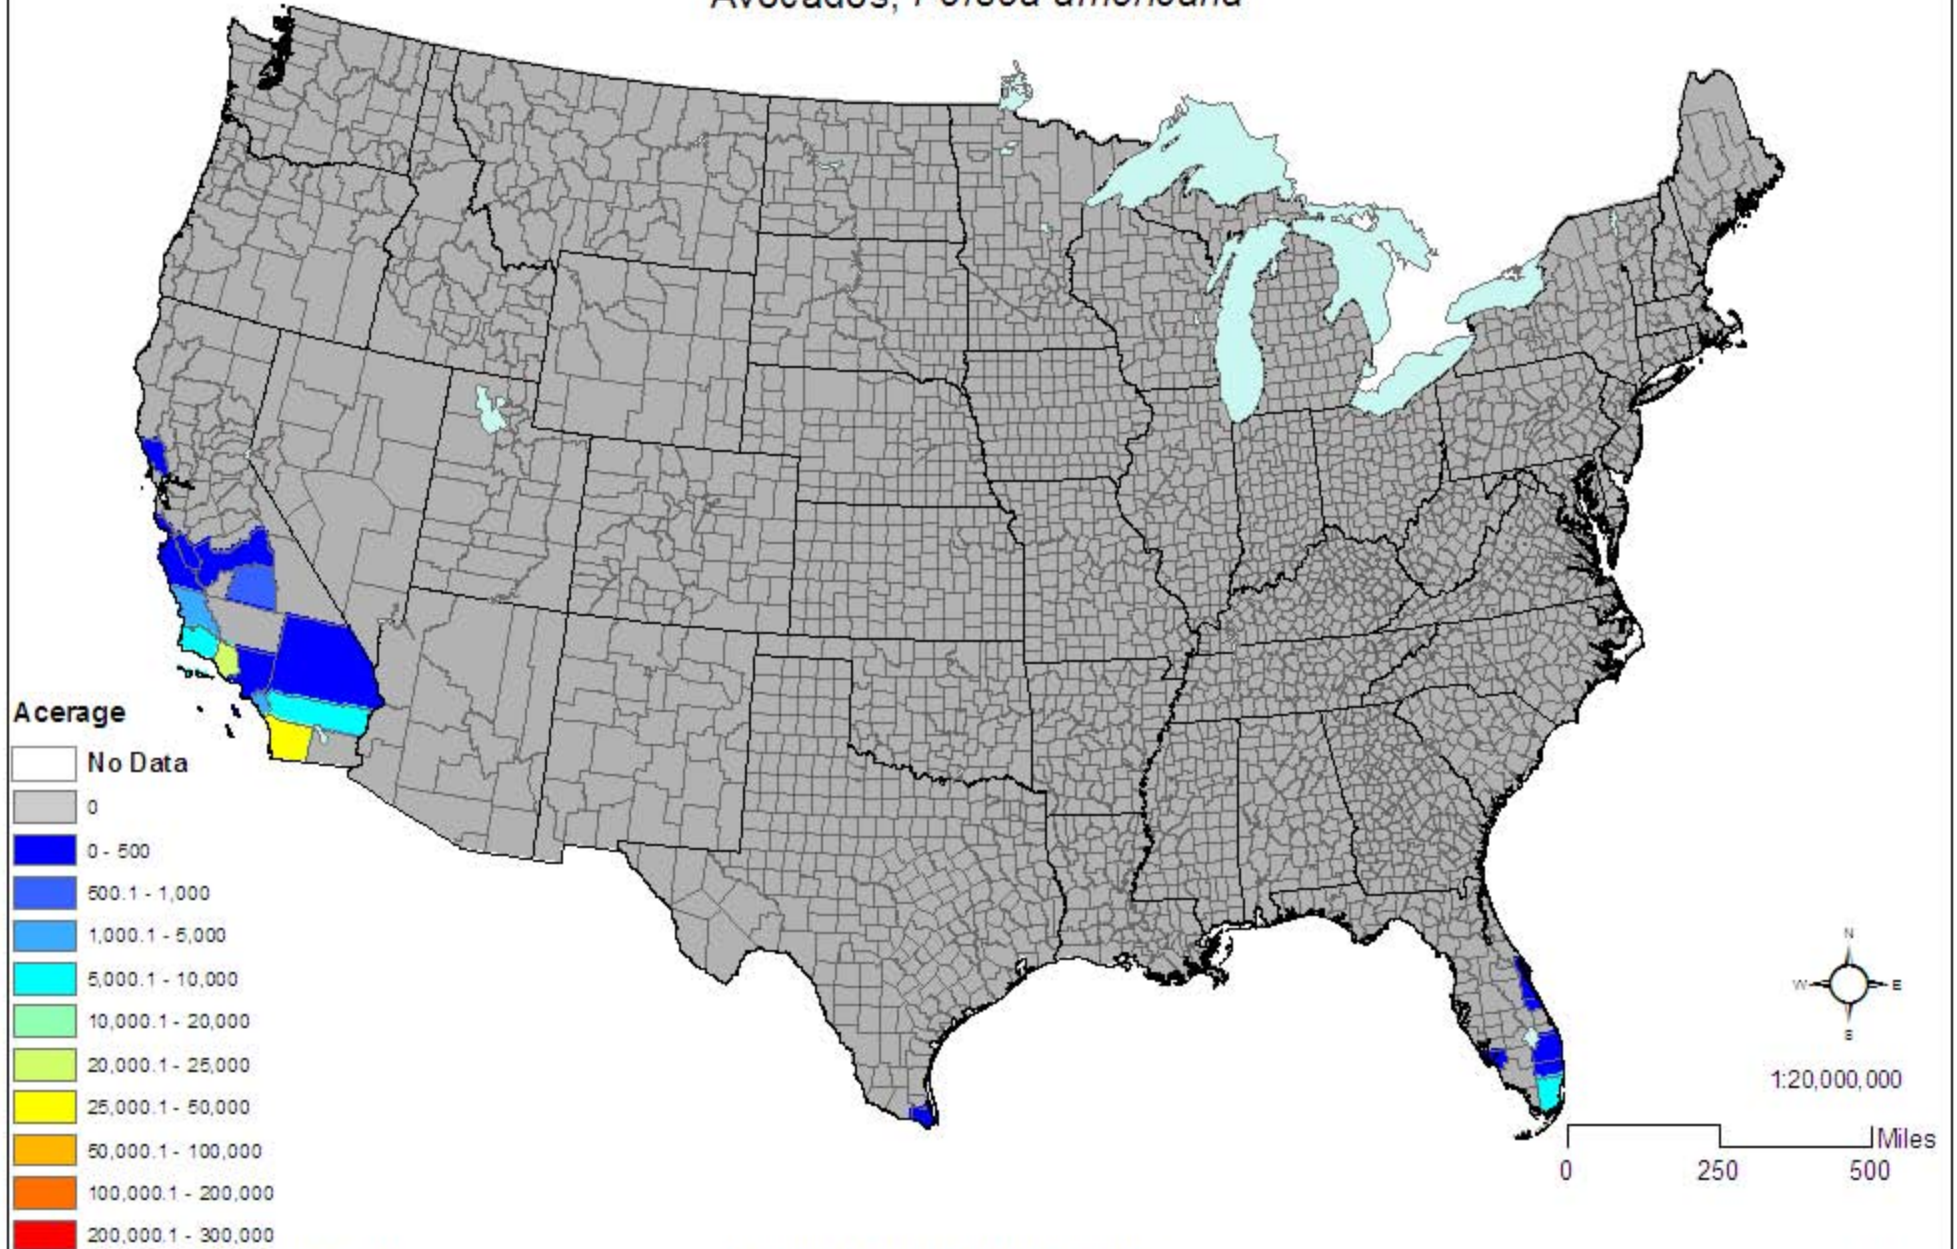 Avocados, Persea americana
Acerage
No Data
0
0 - 500
500.1 - 1,000
1,000.1 - 5,000
5,000.1 - 10,000
10,000.1 - 20,000
20,000.1 - 25,000
25,000.1 - 50,000
50,000.1 - 100,000
100,000.1 - 200,000
200,000.1 - 300,000
N
W
E
S
1:20,000,000
Miles
0 250 500